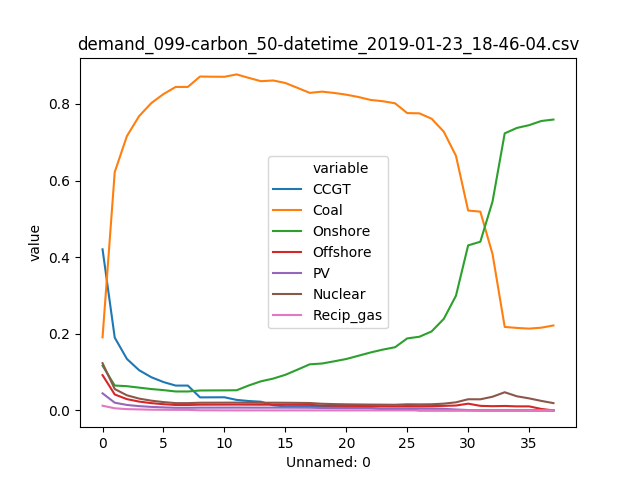 demand_099-carbon_50-datetime_2019-01-23_18-46-04.csv
value
0.8
0.6
0.4
0.2
0.0
variable
CCGT
Coal
Onshore
Offshore
PV
Nuclear
Recip_gas
0 5 10 15 20 25 30 35
Unnamed: 0